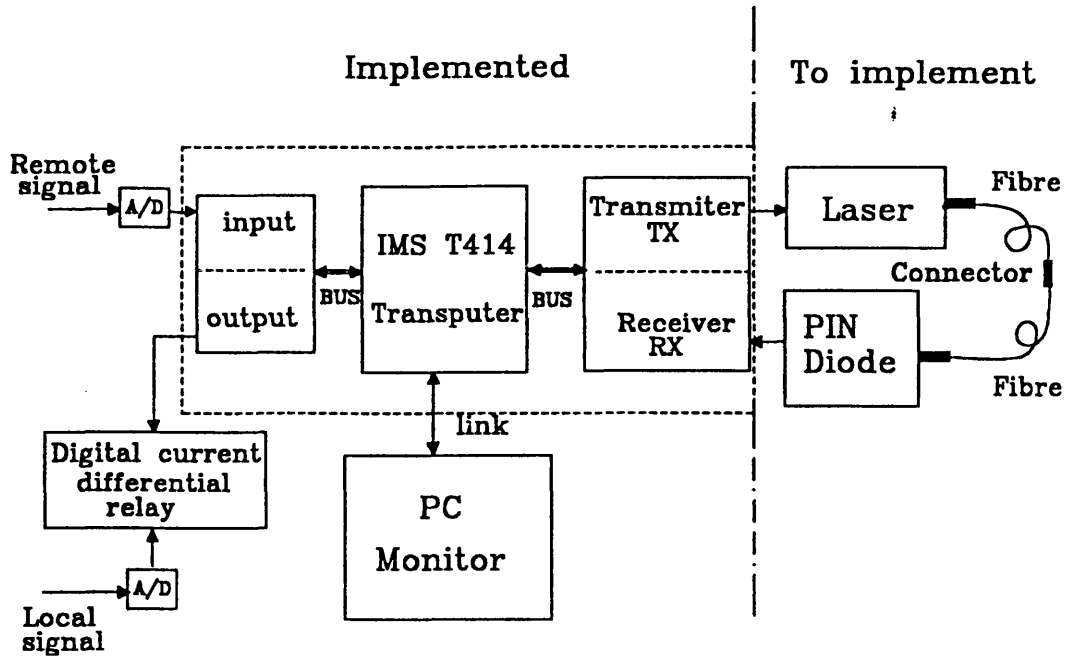 Implemented
To implement
Remote
signal
A/D
input
output
BUS
IMS T414
Transputer
BUS
Transmiter
TX
Receiver
RX
Laser
Fibre
Connector
PIN
Diode
Fibre
link
Digital current
differential
relay
PC
Monitor
A/D
Local
signal